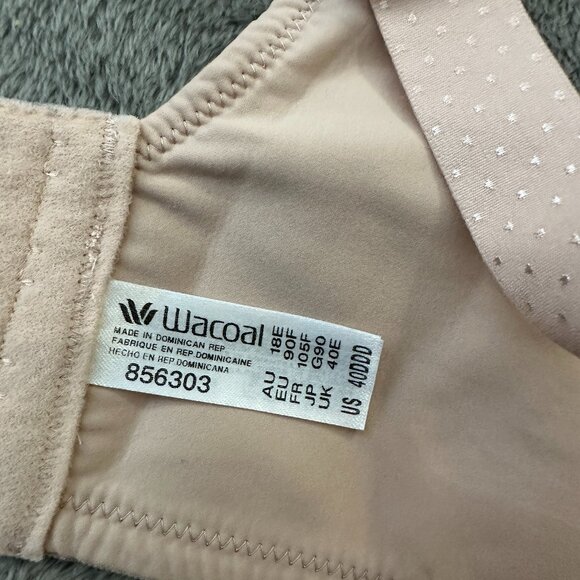 Wacoal
MADE IN DOMINICAN REP
FABRIQUE EN REP.DOMINICAINE
HECHO EN REP.DOMINICANA
856303
AU 18E
EU 90F
FR 105F
JP G90
UK 40E
US 40DDD